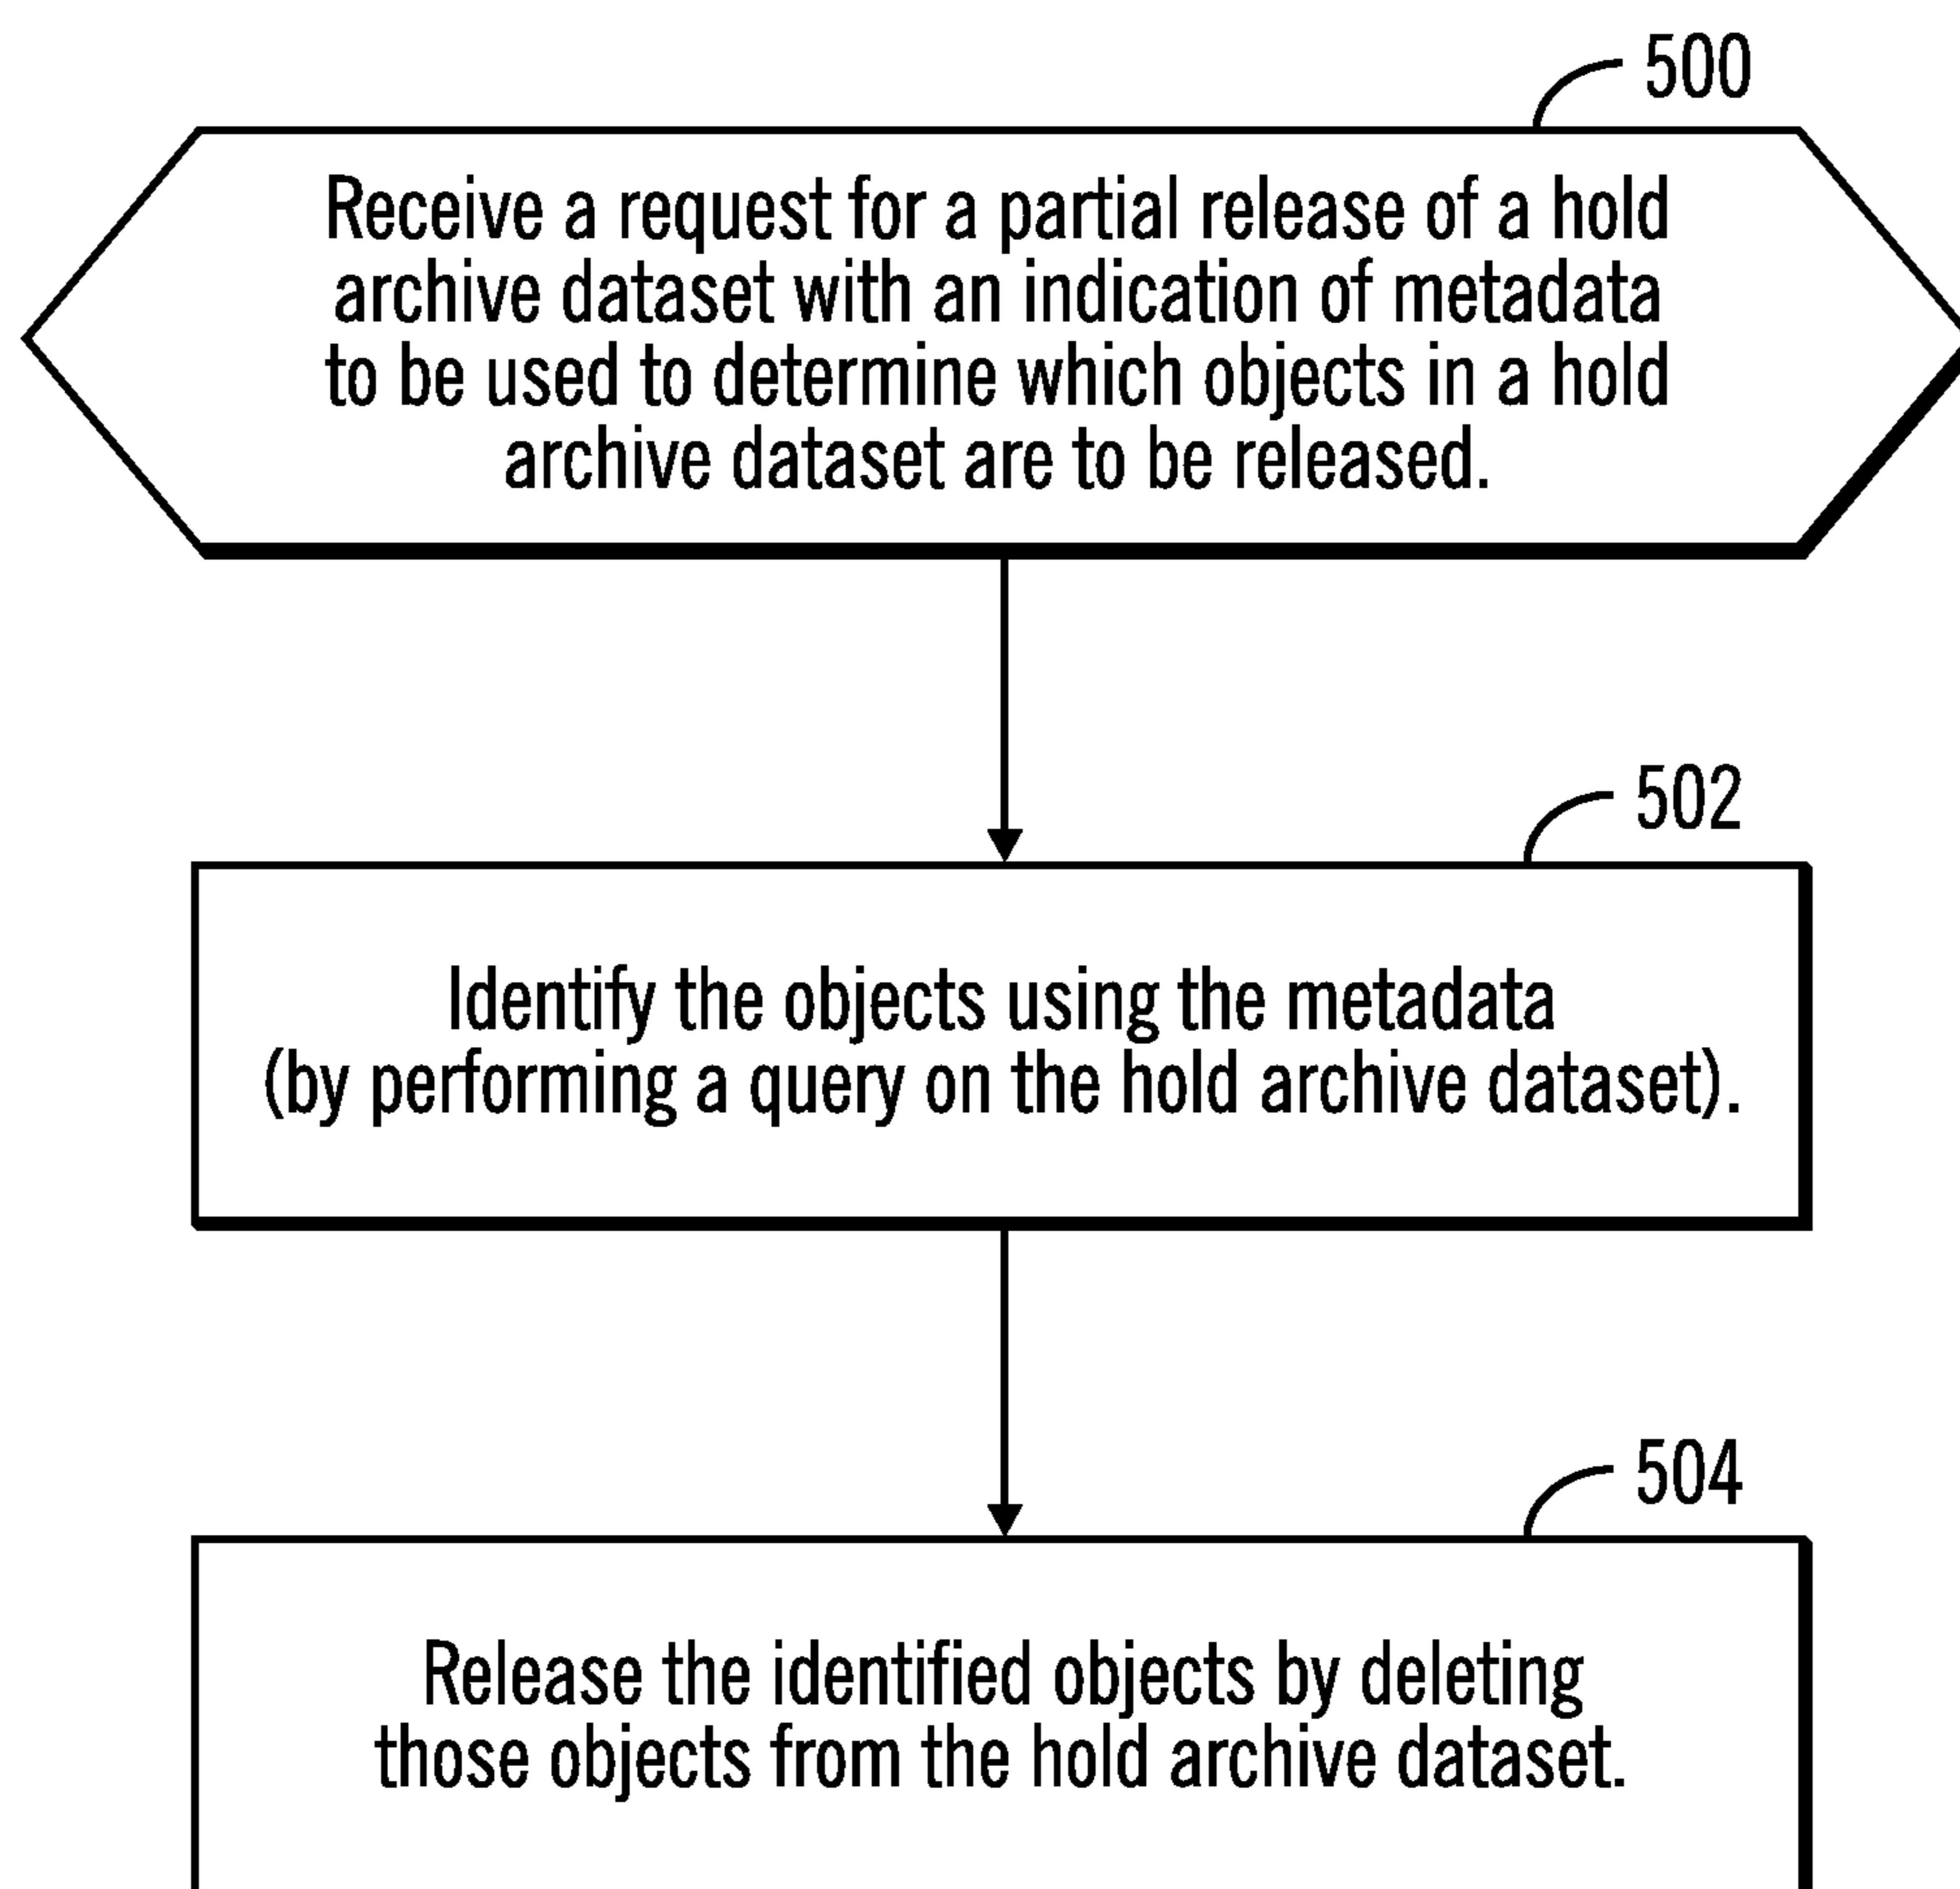 500
Receive a request for a partial release of a hold
archive dataset with an indication of metadata
to be used to determine which objects in a hold
archive dataset are to be released.
502
Identify the objects using the metadata
(by performing a query on the hold archive dataset).
504
Release the identified objects by deleting
those objects from the hold archive dataset.